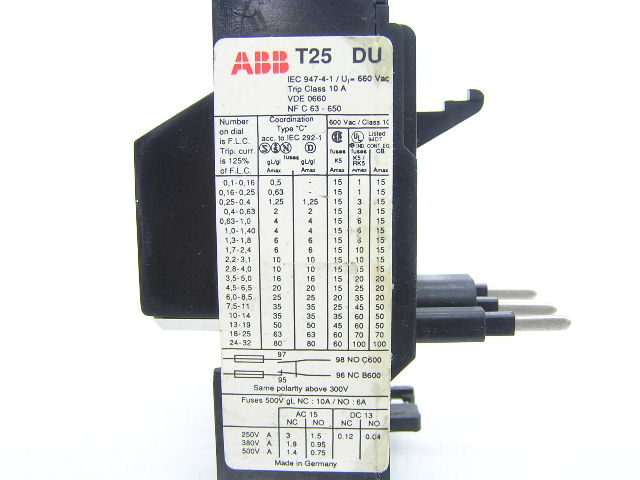 ABB T25 DU
IEC 947-4-1 / Ui= 660 Vac
Trip Class 10 A
VDE 0660
NF C 63 - 650
Number on dial is F.L.C. Trip. curr. is 125% of F.L.C.
Coordination Type "C" acc. to IEC 292-1
600 Vac / Class 10
S N fuses D
gL/gl gL/gl
Amax Amax
fuses K5 Amax
UL Listed 94D7
IND. CONT. EQ.
fuses K5 / RK5 Amax
CB Amax
0,1-0,16 0,5 - 15 1 15
0,16-0,25 0,63 - 15 1 15
0,25-0,4 1,25 1,25 15 3 15
0,4-0,63 2 2 15 3 15
0,63-1,0 4 4 15 6 15
1,0-1,40 4 4 15 6 15
1,3-1,8 6 6 15 6 15
1,7-2,4 6 6 15 10 15
2,2-3,1 10 10 15 10 15
2,8-4,0 10 10 15 15 15
3,5-5,0 16 16 15 20 20
4,5-6,5 20 20 15 25 20
6,0-8,5 25 25 20 35 25
7,5-11 35 35 30 45 30
10-14 35 35 35 60 50
13-19 50 50 45 60 50
18-25 63 63 60 70 70
24-32 80 80 60 100 100
97
98 NO C600
96 NC B600
95
Same polarity above 300V
Fuses 500V gL NC : 10A / NO : 6A
AC 15 DC 13
NC NO NC NO
250V A 3 1.5 0.12 0.04
380V A 1.9 0.95
500V A 1.4 0.75
Made in Germany